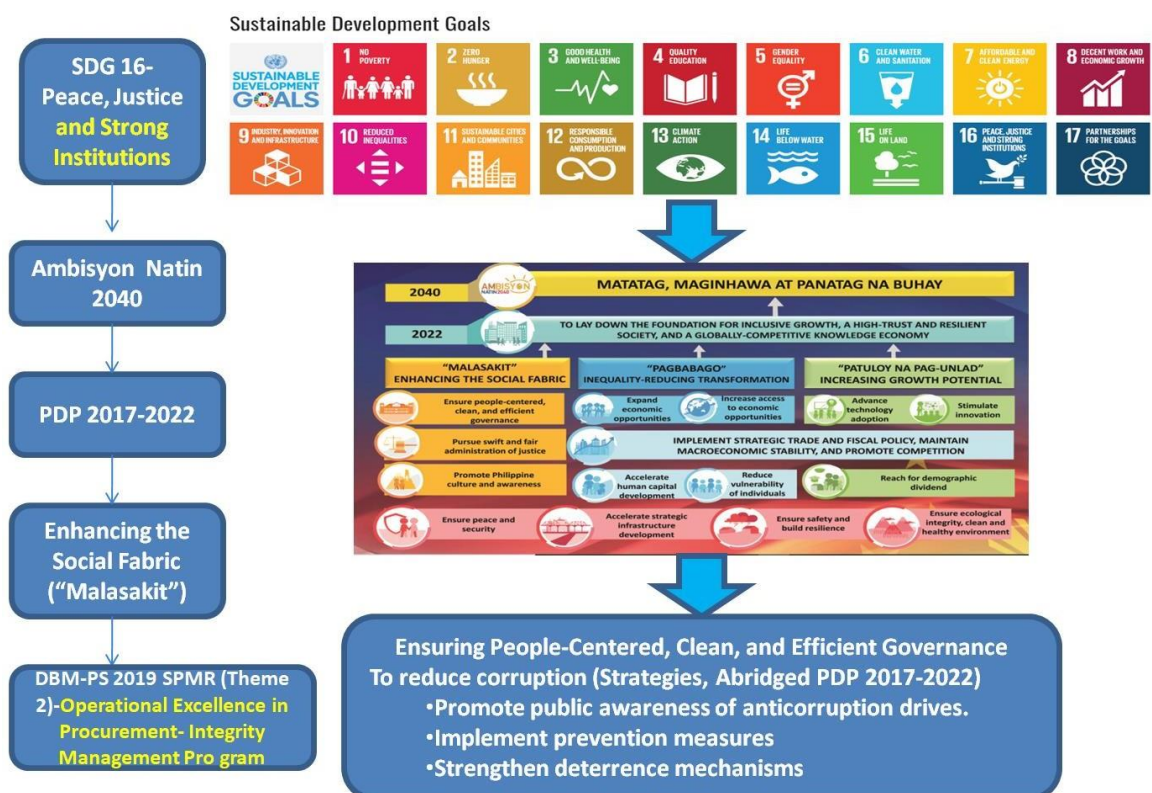 Sustainable Development Goals
SDG 16-
Peace, Justice
and Strong
Institutions
Ambisyon Natin
2040
PDP 2017-2022
Enhancing the
Social Fabric
(“Malasakit”)
DBM-PS 2019 SPMR (Theme
2)-Operational Excellence in
Procurement- Integrity
Management Pro gram
SUSTAINABLE
DEVELOPMENT
GOALS
1 NO
POVERTY
2 ZERO
HUNGER
3 GOOD HEALTH
AND WELL-BEING
4 QUALITY
EDUCATION
5 GENDER
EQUALITY
6 CLEAN WATER
AND SANITATION
7 AFFORDABLE AND
CLEAN ENERGY
8 DECENT WORK AND
ECONOMIC GROWTH
9 INDUSTRY, INNOVATION
AND INFRASTRUCTURE
10 REDUCED
INEQUALITIES
11 SUSTAINABLE CITIES
AND COMMUNITIES
12 RESPONSIBLE
CONSUMPTION
AND PRODUCTION
13 CLIMATE
ACTION
14 LIFE
BELOW WATER
15 LIFE
ON LAND
16 PEACE, JUSTICE
AND STRONG
INSTITUTIONS
17 PARTNERSHIPS
FOR THE GOALS
2040
AMBISYON
NATIN 2040
MATATAG, MAGINHAWA AT PANATAG NA BUHAY
2022
TO LAY DOWN THE FOUNDATION FOR INCLUSIVE GROWTH, A HIGH-TRUST AND RESILIENT
SOCIETY, AND A GLOBALLY-COMPETITIVE KNOWLEDGE ECONOMY
“MALASAKIT”
ENHANCING THE SOCIAL FABRIC
“PAGBABAGO”
INEQUALITY-REDUCING TRANSFORMATION
“PATULOY NA PAG-UNLAD”
INCREASING GROWTH POTENTIAL
Ensure people-centered,
clean, and efficient
governance
Expand
economic
opportunities
Increase access
to economic
opportunities
Advance
technology
adoption
Stimulate
innovation
Pursue swift and fair
administration of justice
IMPLEMENT STRATEGIC TRADE AND FISCAL POLICY, MAINTAIN
MACROECONOMIC STABILITY, AND PROMOTE COMPETITION
Promote Philippine
culture and awareness
Accelerate
human capital
development
Reduce
vulnerability
of individuals
Reach for demographic
dividend
Ensure peace and
security
Accelerate strategic
infrastructure
development
Ensure safety and
build resilience
Ensure ecological
integrity, clean and
healthy environment
Ensuring People-Centered, Clean, and Efficient Governance
To reduce corruption (Strategies, Abridged PDP 2017-2022)
•Promote public awareness of anticorruption drives.
•Implement prevention measures
•Strengthen deterrence mechanisms